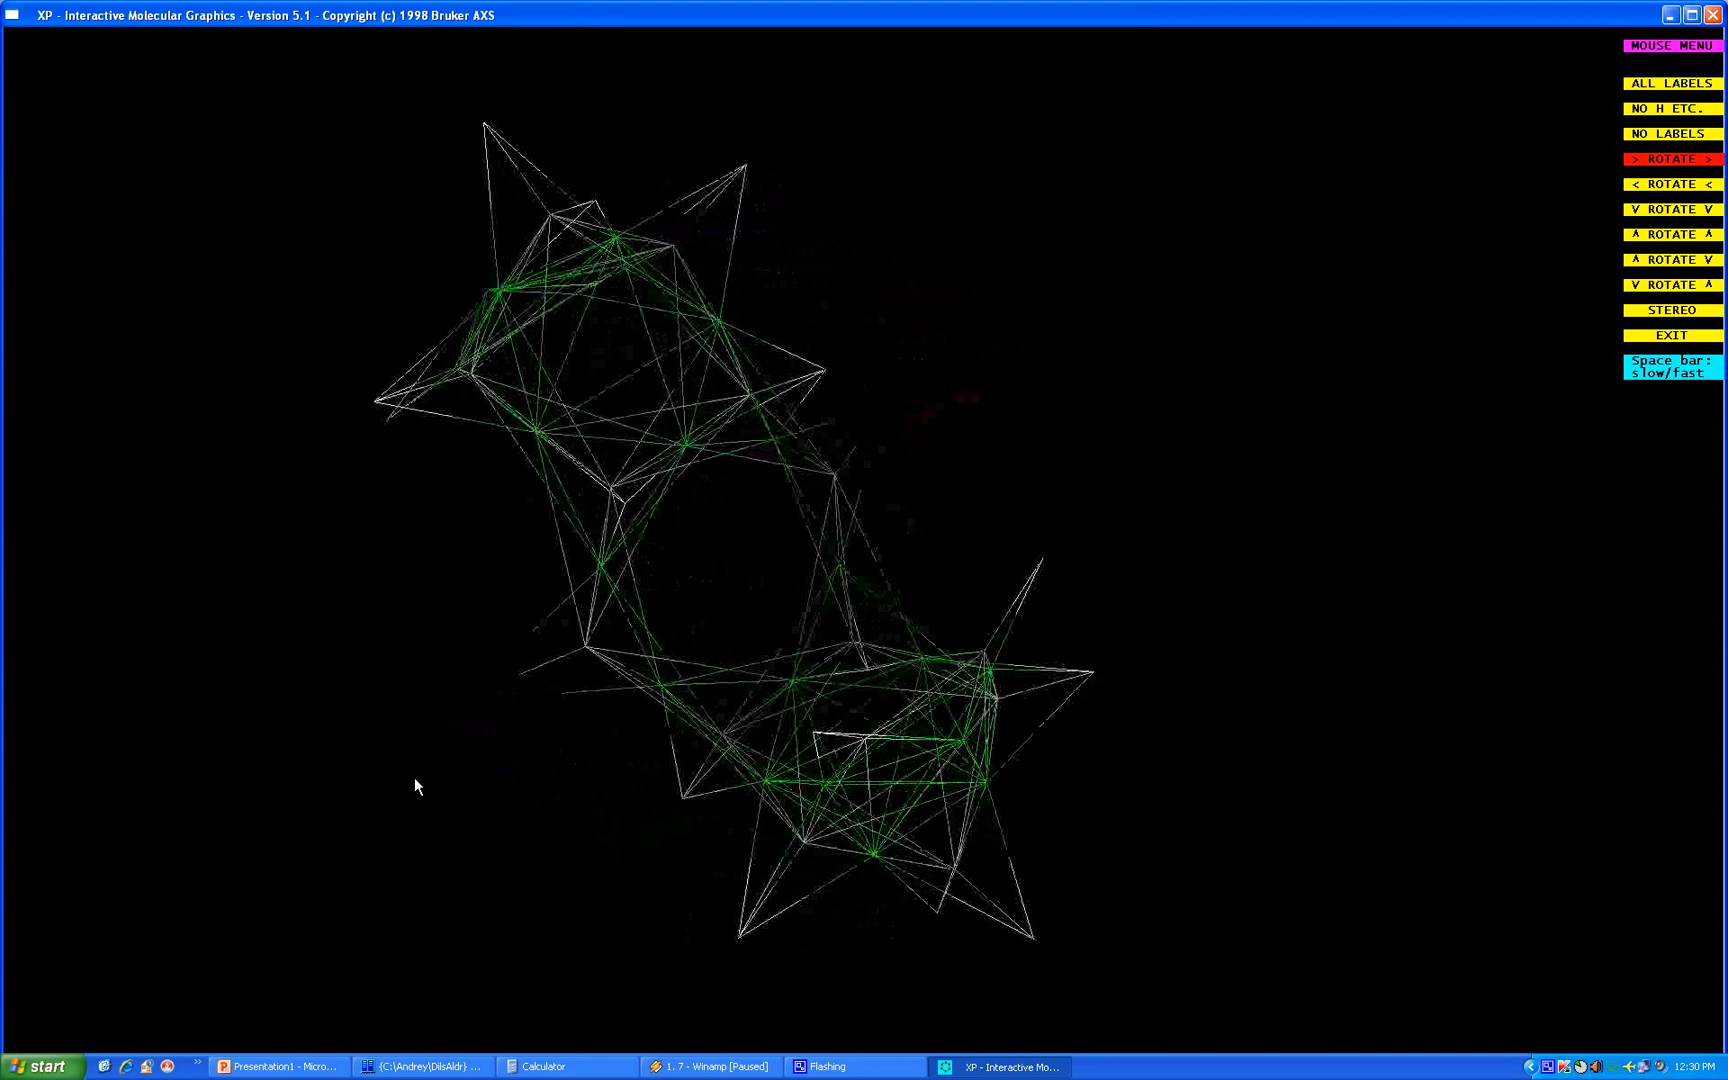 XP - Interactive Molecular Graphics - Version 5.1 - Copyright (c) 1998 Bruker AXS
MOUSE MENU
ALL LABELS
NO H ETC.
NO LABELS
> ROTATE >
< ROTATE <
V ROTATE V
^ ROTATE ^
^ ROTATE V
V ROTATE ^
STEREO
EXIT
Space bar:
slow/fast
start
Presentation1 - Micro...
{C:\Andrey\DilsAldr} ...
Calculator
1. 7 - Winamp [Paused]
Flashing
XP - Interactive Mo...
12:30 PM